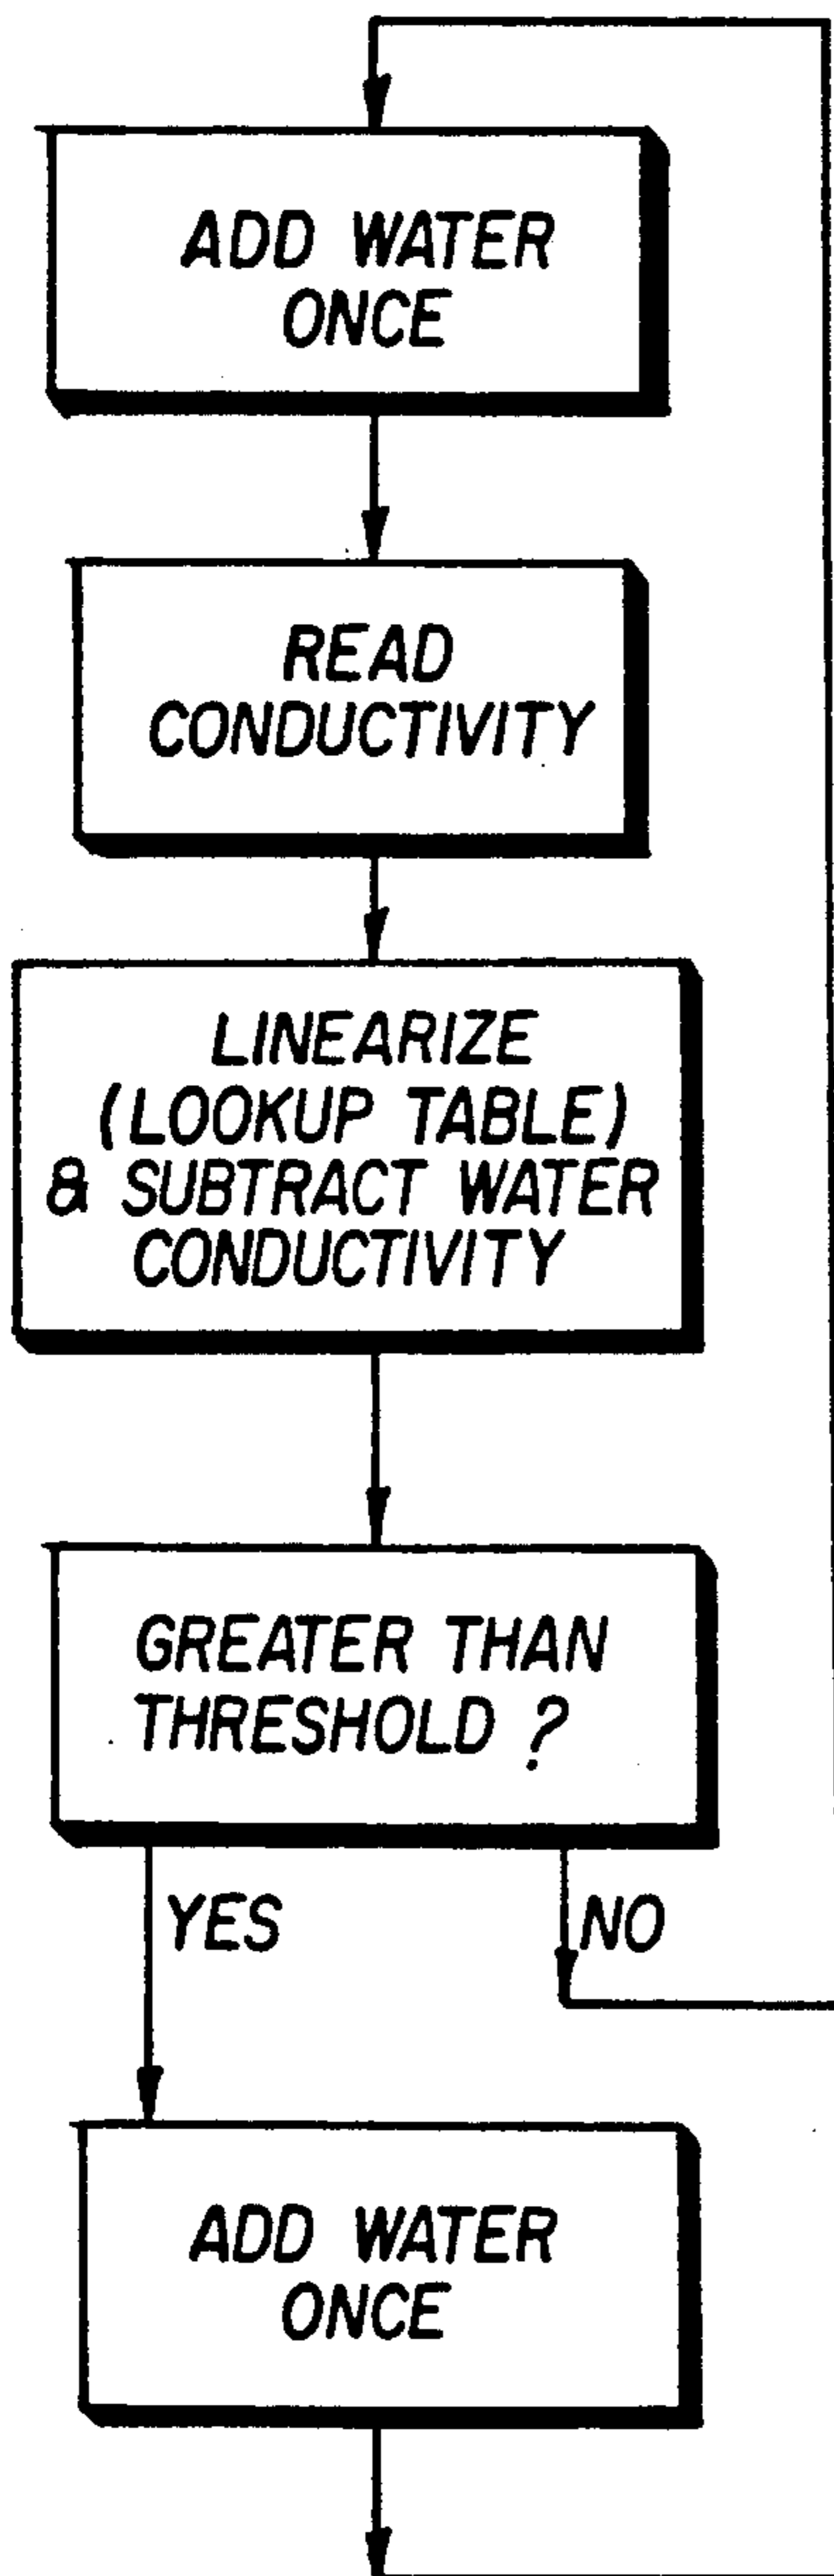 ADD WATER
ONCE
READ
CONDUCTIVITY
LINEARIZE
(LOOKUP TABLE)
& SUBTRACT WATER
CONDUCTIVITY
GREATER THAN
THRESHOLD ?
YES
NO
ADD WATER
ONCE